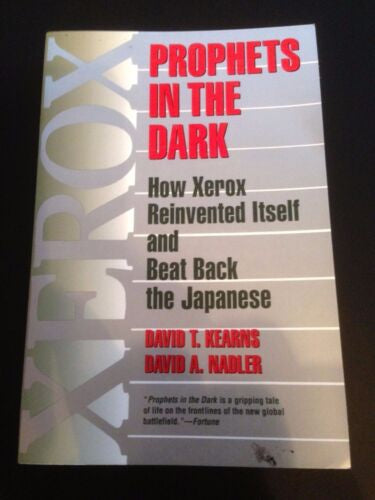 XEROX
PROPHETS
IN THE
DARK
How Xerox
Reinvented Itself
and
Beat Back
the Japanese
DAVID T. KEARNS
DAVID A. NADLER
"Prophets in the Dark is a gripping tale
of life on the frontlines of the new global
battlefield."—Fortune